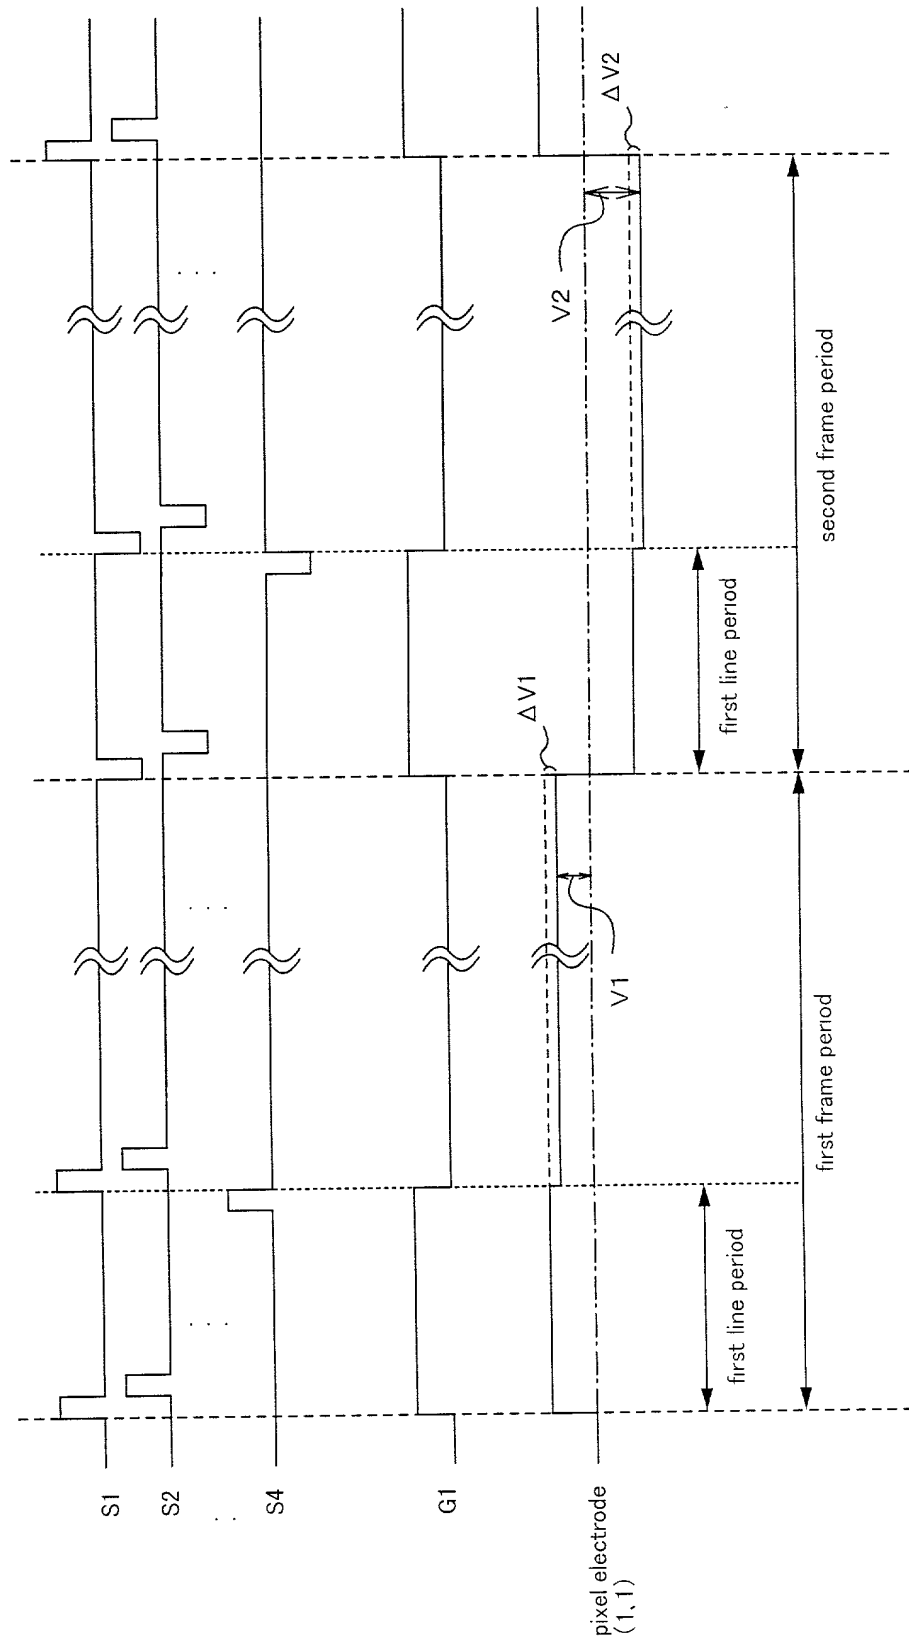 S1
S2
. .
S4
G1
pixel electrode
(1、1)
. . .
. . .
. . .
V1
ΔV1
V2
ΔV2
first line period
first line period
first frame period
second frame period